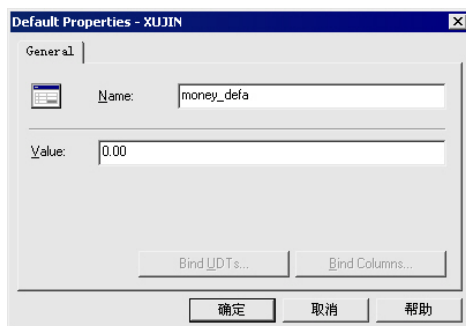 Default Properties - XUJIN
General
Name: money_defa
Value: 0.00
Bind UDTs... Bind Columns...
确定 取消 帮助